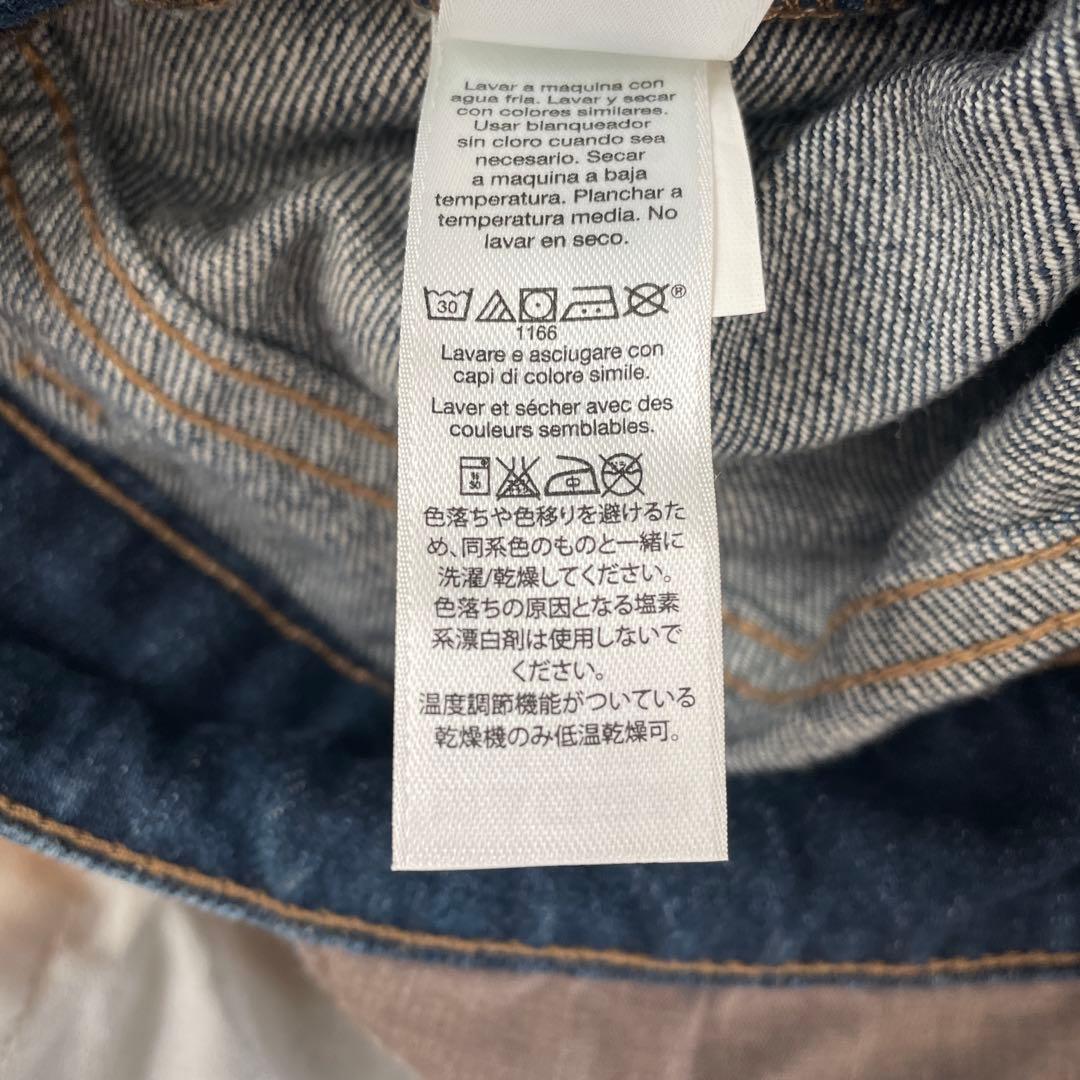 Lavar a maquina con
agua fria. Lavar y secar
con colores similares.
Usar blanqueador
sin cloro cuando sea
necesario. Secar
a maquina a baja
temperatura. Planchar a
temperatura media. No
lavar en seco.
30
®
1166
Lavare e asciugare con
capi di colore simile.
Laver et sécher avec des
couleurs semblables.
30
中
色落ちや色移りを避けるた
め、同系色のものと一緒に
洗濯/乾燥してください。
色落ちの原因となる塩素
系漂白剤は使用しないで
ください。
温度調節機能がついている
乾燥機のみ低温乾燥可。